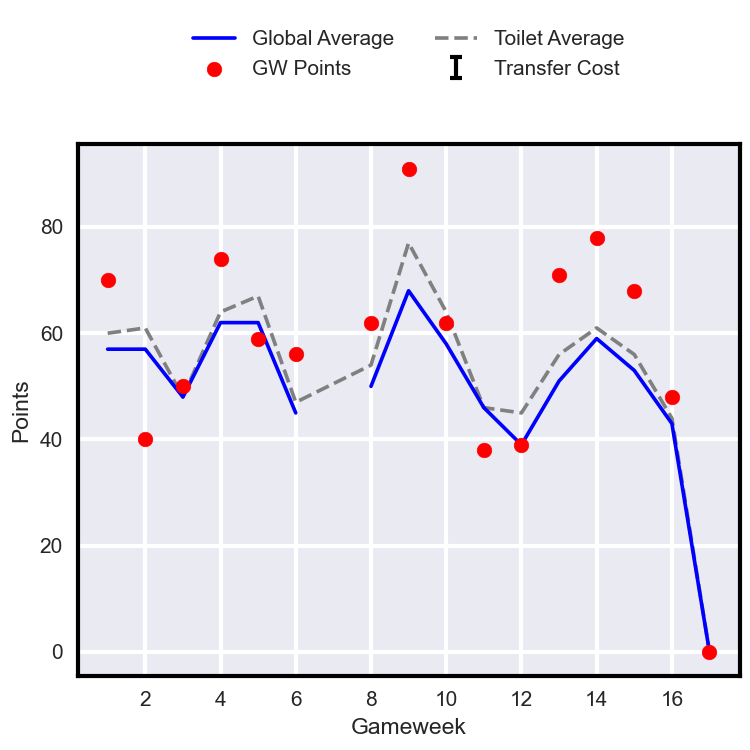 Global Average
Toilet Average
GW Points
Transfer Cost
80
60
40
20
0
Points
2 4 6 8 10 12 14 16
Gameweek